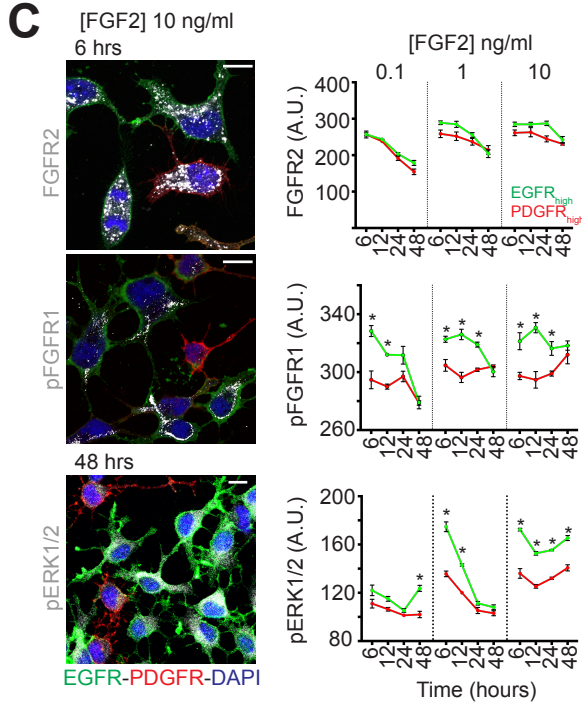 C
[FGF2] 10 ng/ml
6 hrs
FGFR2
pFGFR1
48 hrs
pERK1/2
EGFR-PDGFR-DAPI
[FGF2] ng/ml
0.1 1 10
FGFR2 (A.U.)
400
300
200
100
EGFRhigh
PDGFRhigh
6 12 24 48 6 12 24 48 6 12 24 48
pFGFR1 (A.U.)
340
300
260
* * * * * * * *
6 12 24 48 6 12 24 48 6 12 24 48
pERK1/2 (A.U.)
200
160
120
80
* * * * * * *
6 12 24 48 6 12 24 48 6 12 24 48
Time (hours)